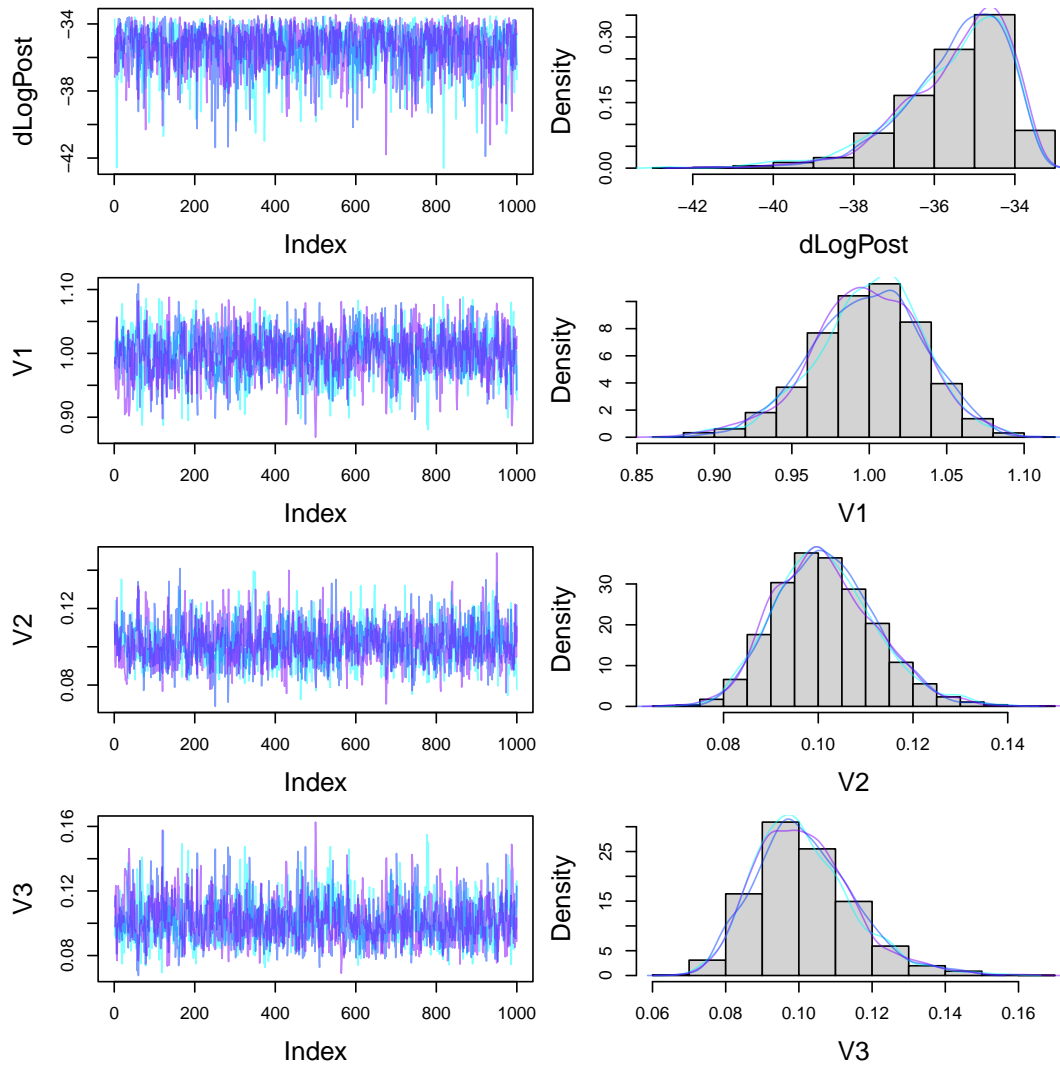 dLogPost
−34
−38
−42
0 200 400 600 800 1000
Index
Density
0.30
0.15
0.00
−42 −40 −38 −36 −34
dLogPost
V1
1.10
1.00
0.90
0 200 400 600 800 1000
Index
Density
8
6
4
2
0
0.85 0.90 0.95 1.00 1.05 1.10
V1
V2
0.12
0.08
0 200 400 600 800 1000
Index
Density
30
20
10
0
0.08 0.10 0.12 0.14
V2
V3
0.16
0.12
0.08
0 200 400 600 800 1000
Index
Density
25
15
5
0
0.06 0.08 0.10 0.12 0.14 0.16
V3